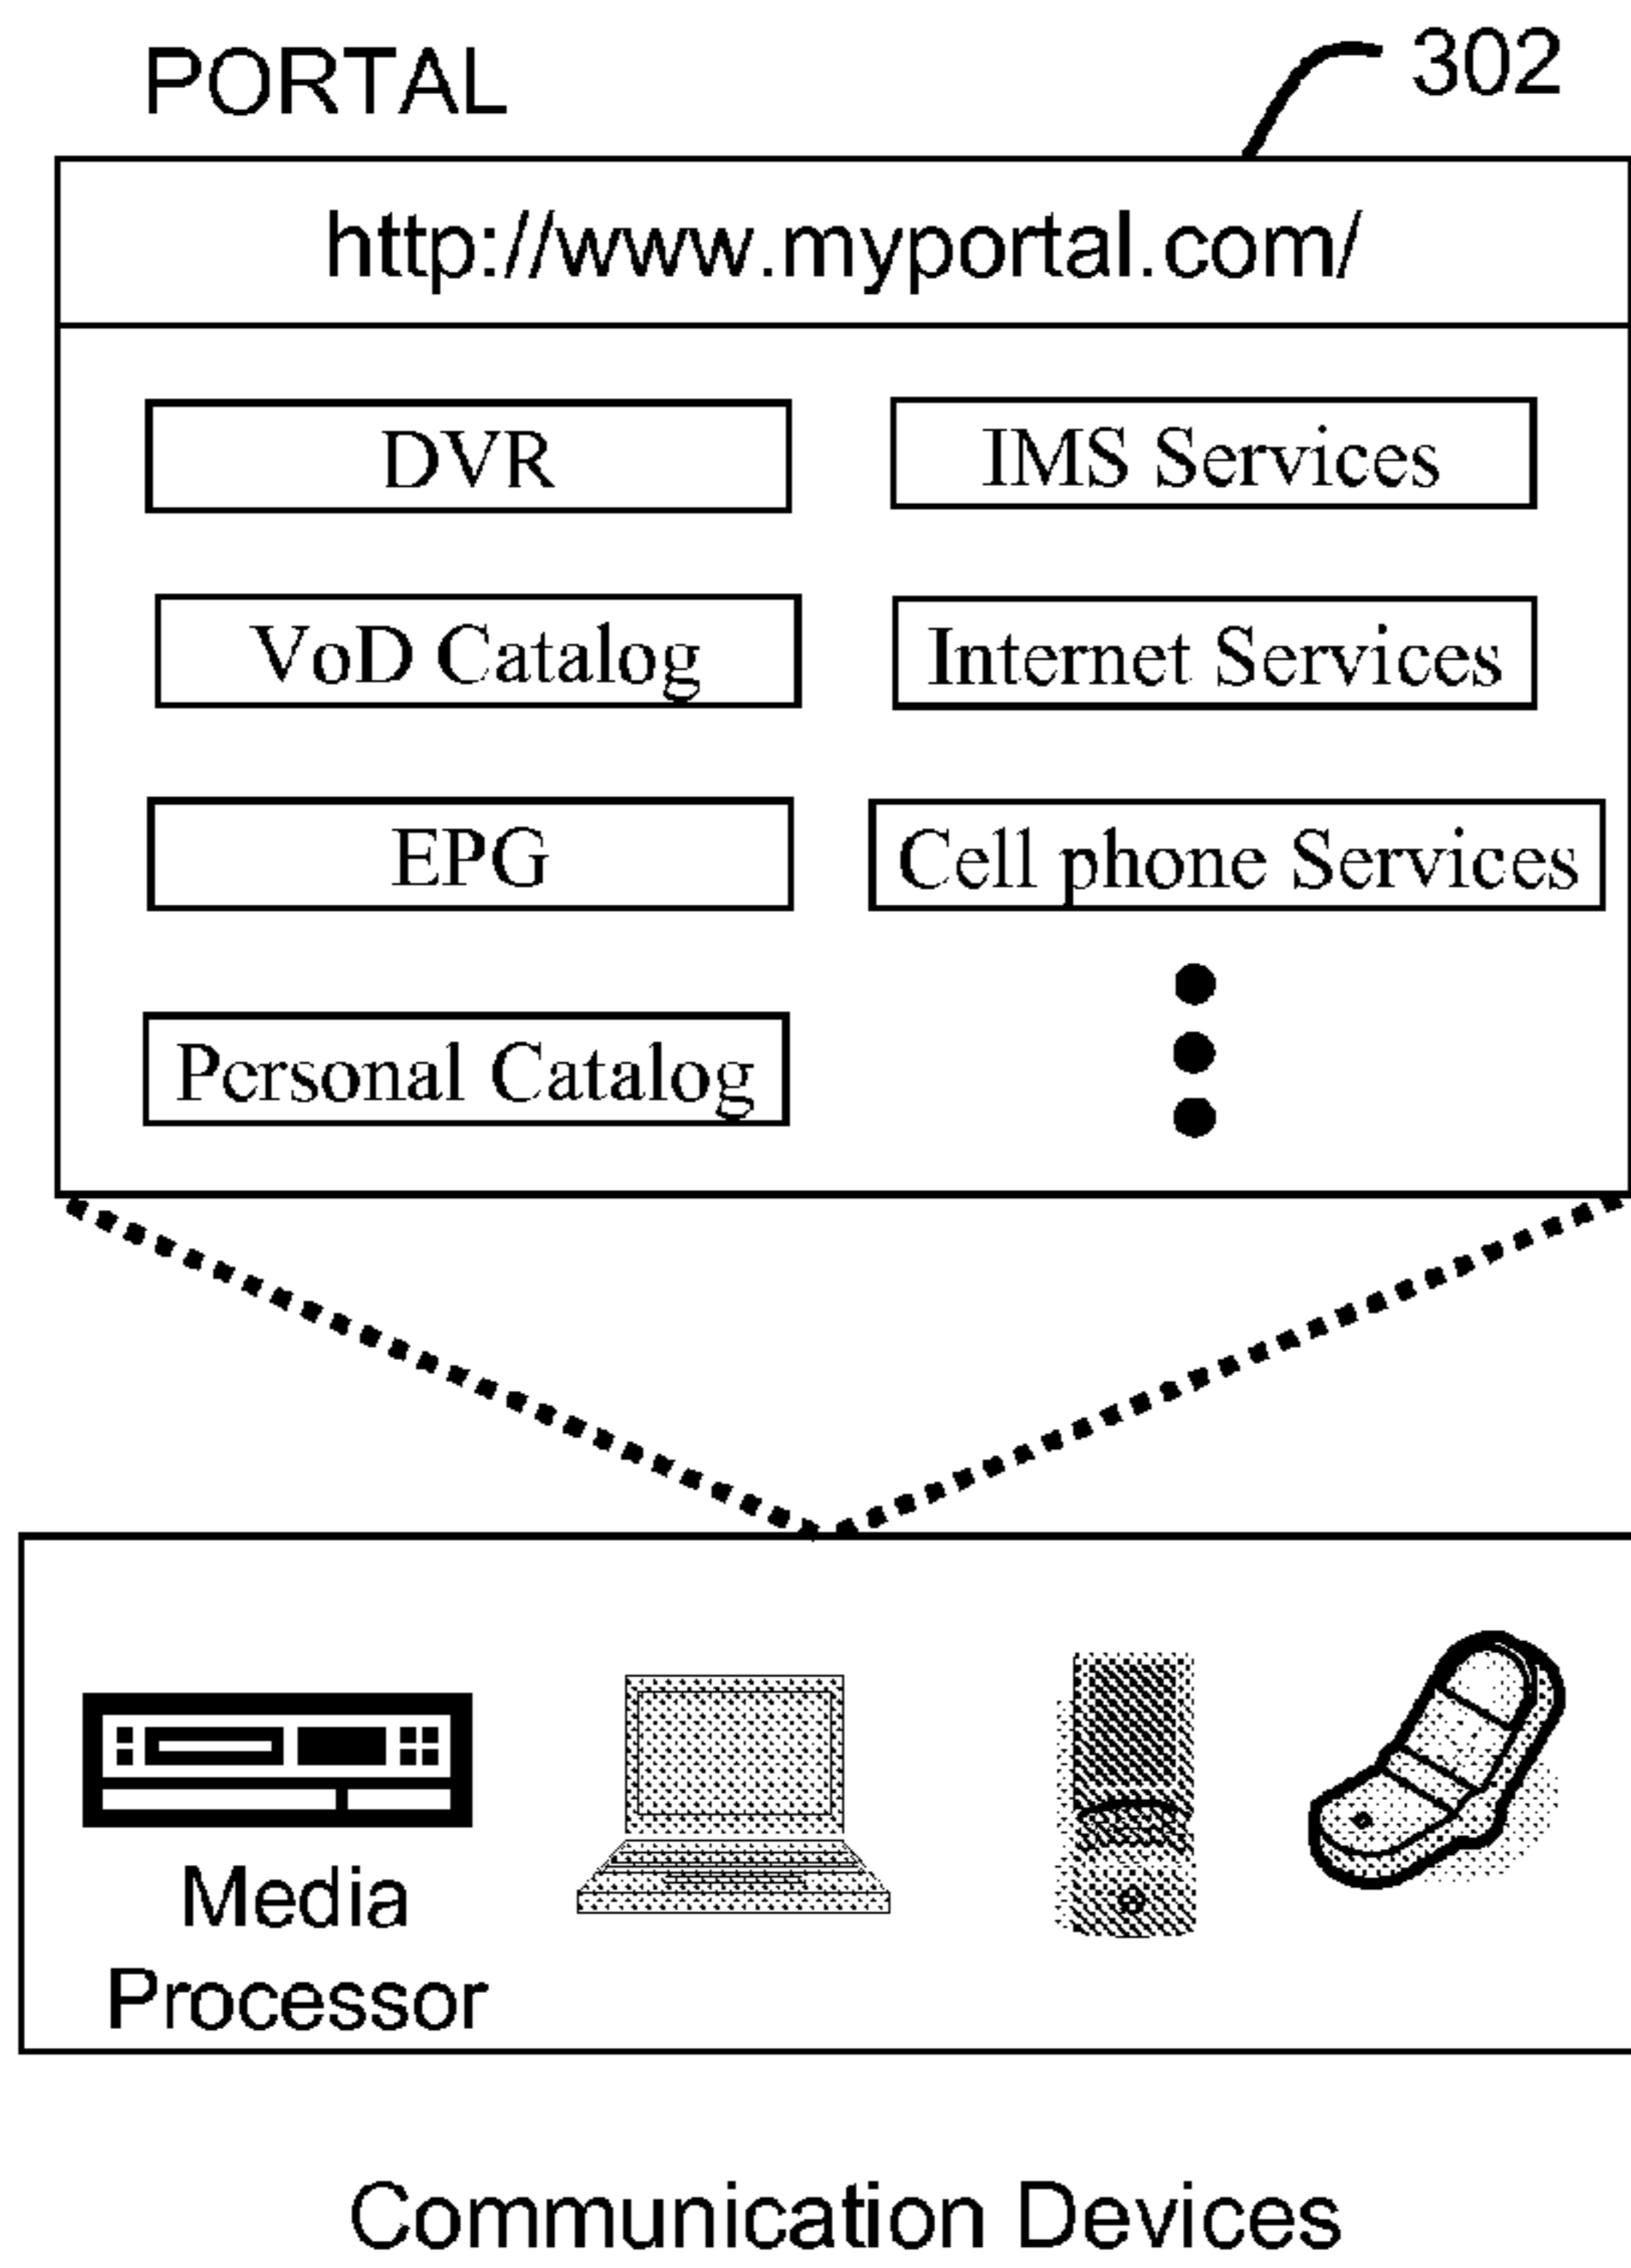 PORTAL
302
http://www.myportal.com/
DVR
IMS Services
VoD Catalog
Internet Services
EPG
Cell phone Services
Personal Catalog
Media
Processor
Communication Devices